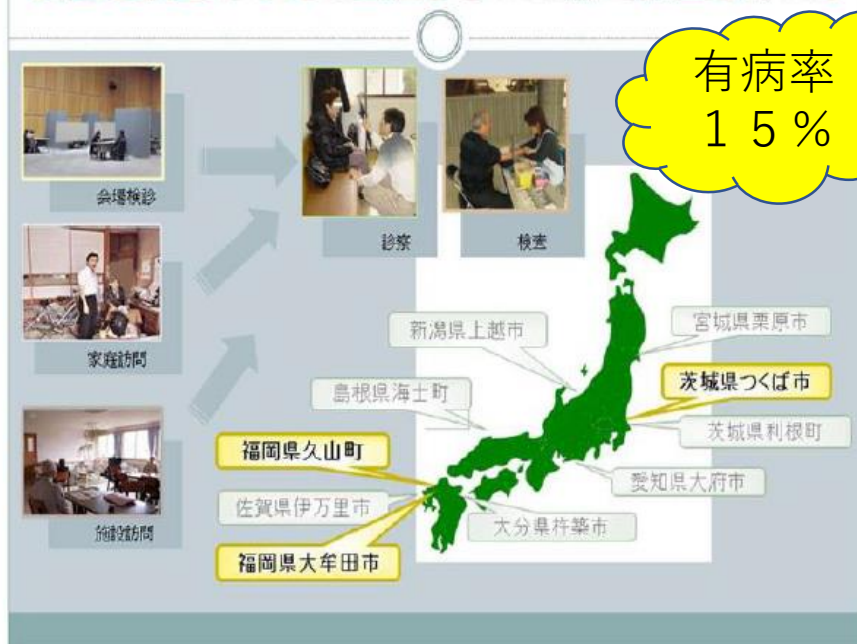 有病率
１５％
会場検診
診察
検査
家庭訪問
施設訪問
新潟県上越市
宮城県栗原市
島根県海士町
茨城県つくば市
茨城県利根町
福岡県久山町
愛知県大府市
佐賀県伊万里市
大分県杵築市
福岡県大牟田市